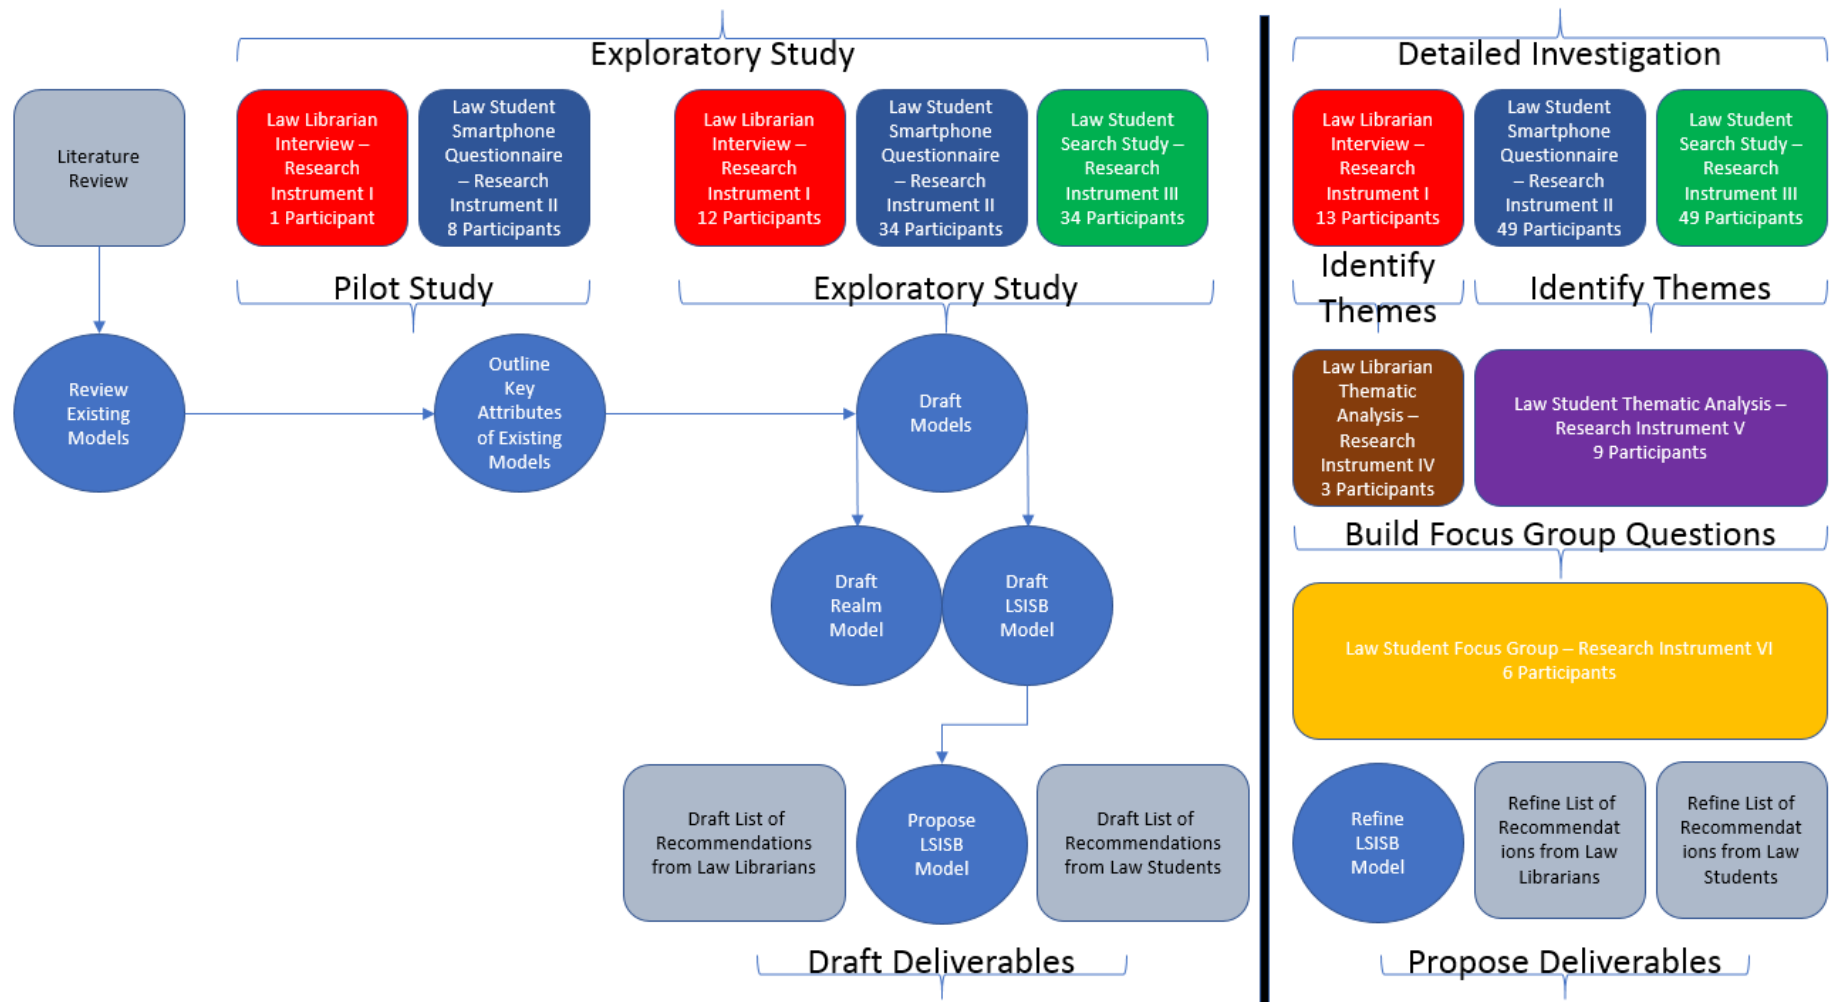 Exploratory Study
Detailed Investigation
Literature
Review
Law Librarian
Interview –
Research
Instrument I
1 Participant
Law Student
Smartphone
Questionnaire
– Research
Instrument II
8 Participants
Law Librarian
Interview –
Research
Instrument I
12 Participants
Law Student
Smartphone
Questionnaire
– Research
Instrument II
34 Participants
Law Student
Search Study –
Research
Instrument III
34 Participants
Law Librarian
Interview –
Research
Instrument I
13 Participants
Law Student
Smartphone
Questionnaire
– Research
Instrument II
49 Participants
Law Student
Search Study –
Research
Instrument III
49 Participants
Pilot Study
Exploratory Study
Identify
Themes
Identify Themes
Review
Existing
Models
Outline
Key
Attributes
of Existing
Models
Draft
Models
Law Librarian
Thematic
Analysis –
Research
Instrument IV
3 Participants
Law Student Thematic Analysis –
Research Instrument V
9 Participants
Build Focus Group Questions
Draft
Realm
Model
Draft
LSISB
Model
Law Student Focus Group – Research Instrument VI
6 Participants
Draft List of
Recommendations
from Law Librarians
Propose
LSISB
Model
Draft List of
Recommendations
from Law Students
Refine
LSISB
Model
Refine List of
Recommendat
ions from Law
Librarians
Refine List of
Recommendat
ions from Law
Students
Draft Deliverables
Propose Deliverables